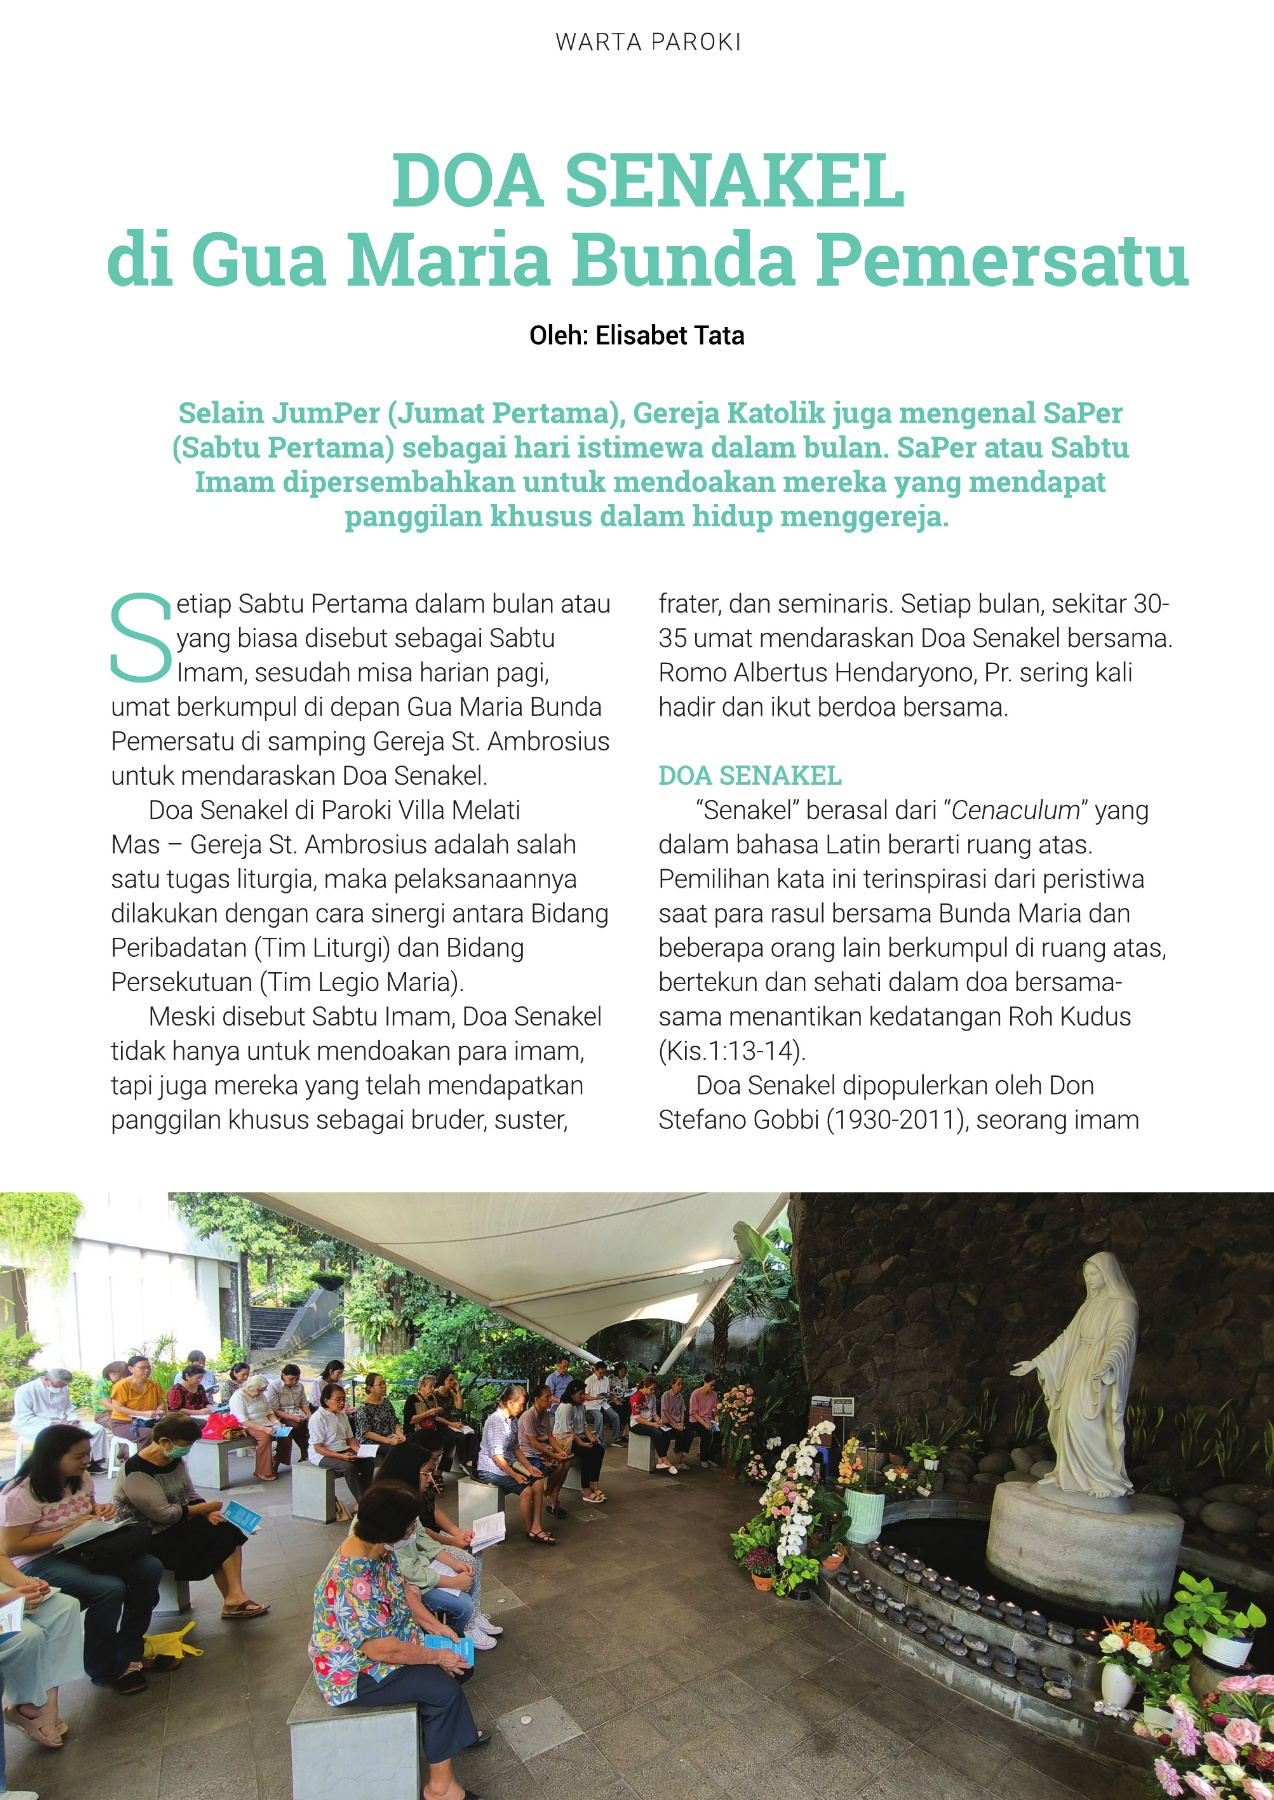 WARTA PAROKI
DOA SENAKEL
di Gua Maria Bunda Pemersatu
Oleh: Elisabet Tata
Selain JumPer (Jumat Pertama), Gereja Katolik juga mengenal SaPer
(Sabtu Pertama) sebagai hari istimewa dalam bulan. SaPer atau Sabtu
Imam dipersembahkan untuk mendoakan mereka yang mendapat
panggilan khusus dalam hidup menggereja.
Setiap Sabtu Pertama dalam bulan atau
yang biasa disebut sebagai Sabtu
Imam, sesudah misa harian pagi,
umat berkumpul di depan Gua Maria Bunda
Pemersatu di samping Gereja St. Ambrosius
untuk mendaraskan Doa Senakel.
Doa Senakel di Paroki Villa Melati
Mas – Gereja St. Ambrosius adalah salah
satu tugas liturgia, maka pelaksanaannya
dilakukan dengan cara sinergi antara Bidang
Peribadatan (Tim Liturgi) dan Bidang
Persekutuan (Tim Legio Maria).
Meski disebut Sabtu Imam, Doa Senakel
tidak hanya untuk mendoakan para imam,
tapi juga mereka yang telah mendapatkan
panggilan khusus sebagai bruder, suster,
frater, dan seminaris. Setiap bulan, sekitar 30-
35 umat mendaraskan Doa Senakel bersama.
Romo Albertus Hendaryono, Pr. sering kali
hadir dan ikut berdoa bersama.
DOA SENAKEL
“Senakel” berasal dari “Cenaculum” yang
dalam bahasa Latin berarti ruang atas.
Pemilihan kata ini terinspirasi dari peristiwa
saat para rasul bersama Bunda Maria dan
beberapa orang lain berkumpul di ruang atas,
bertekun dan sehati dalam doa bersama-
sama menantikan kedatangan Roh Kudus
(Kis.1:13-14).
Doa Senakel dipopulerkan oleh Don
Stefano Gobbi (1930-2011), seorang imam